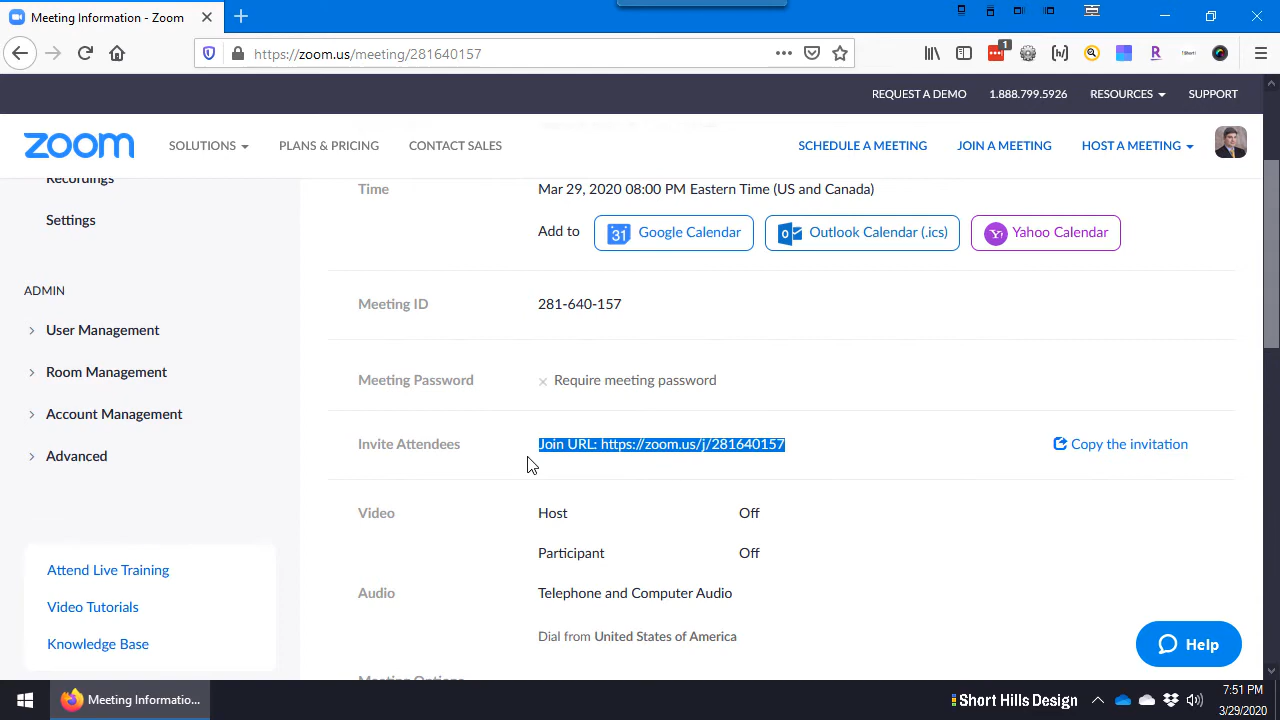 Meeting Information - Zoom
https://zoom.us/meeting/281640157
1
REQUEST A DEMO 1.888.799.5926 RESOURCES SUPPORT
zoom SOLUTIONS PLANS & PRICING CONTACT SALES SCHEDULE A MEETING JOIN A MEETING HOST A MEETING
Recordings
Settings
ADMIN
User Management
Room Management
Account Management
Advanced
Attend Live Training
Video Tutorials
Knowledge Base
Time Mar 29, 2020 08:00 PM Eastern Time (US and Canada)
Add to 31 Google Calendar Outlook Calendar (.ics) Yahoo Calendar
Meeting ID 281-640-157
Meeting Password × Require meeting password
Invite Attendees Join URL: https://zoom.us/j/281640157 Copy the invitation
Video Host Off
Participant Off
Audio Telephone and Computer Audio
Dial from United States of America
Meeting Options
Help
Meeting Informatio... Short Hills Design 7:51 PM
3/29/2020